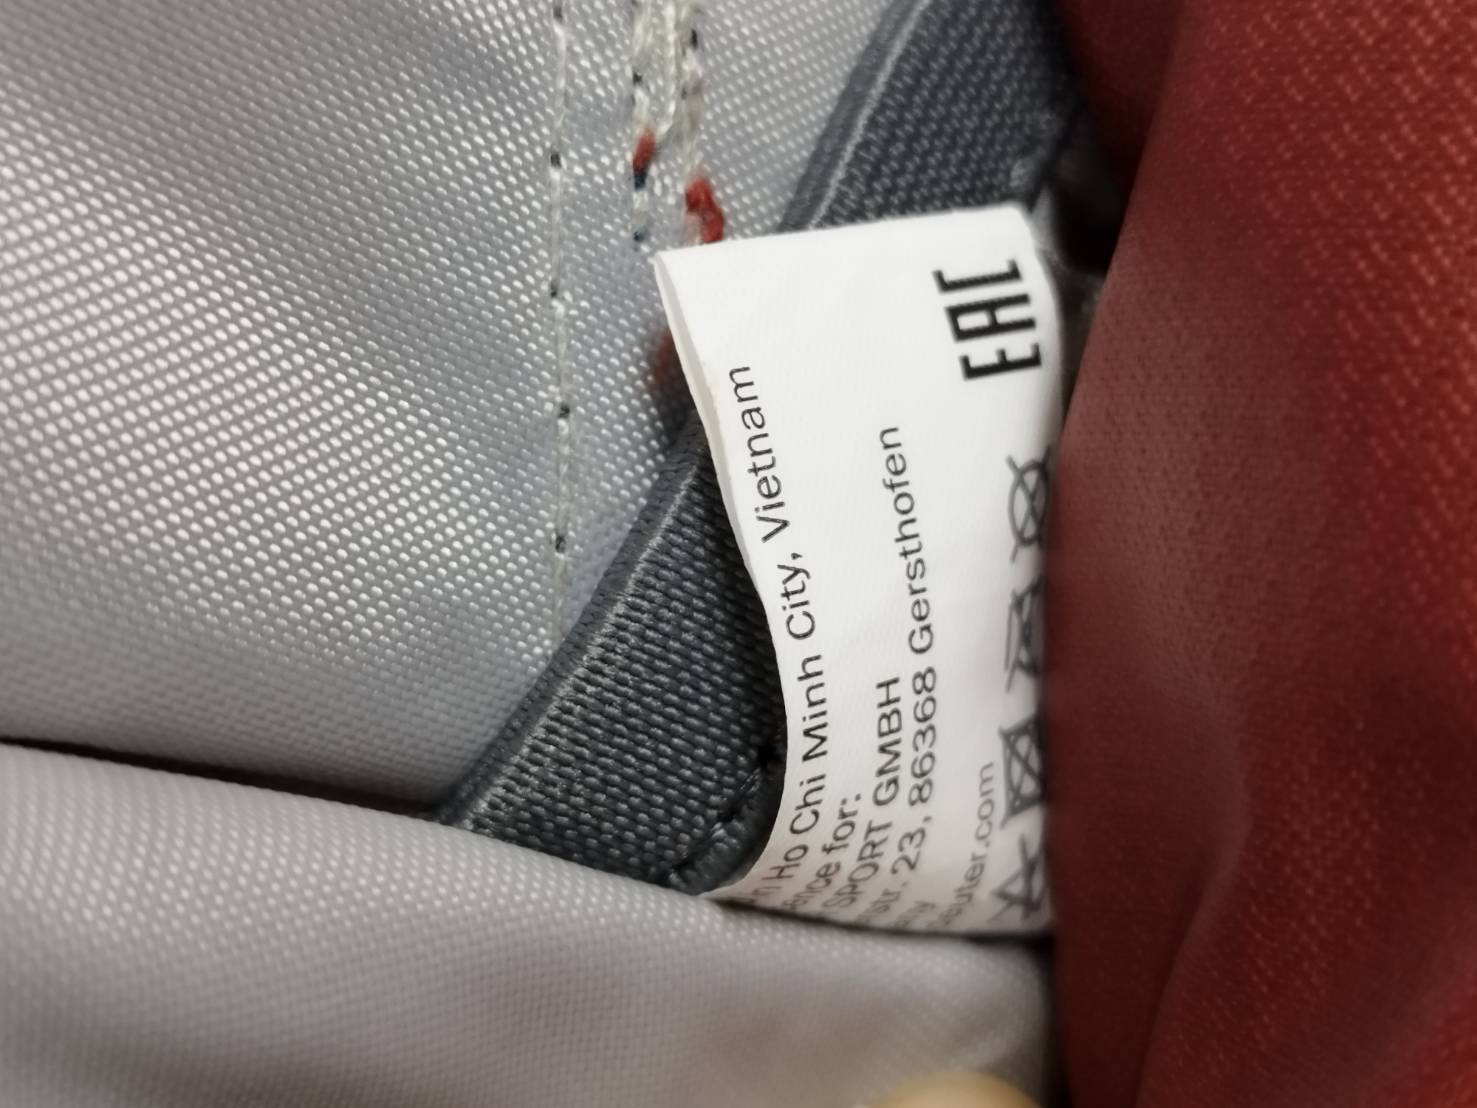 Ho Chi Minh City, Vietnam
for:
SPORT GMBH
23, 86368 Gersthofen
EAC